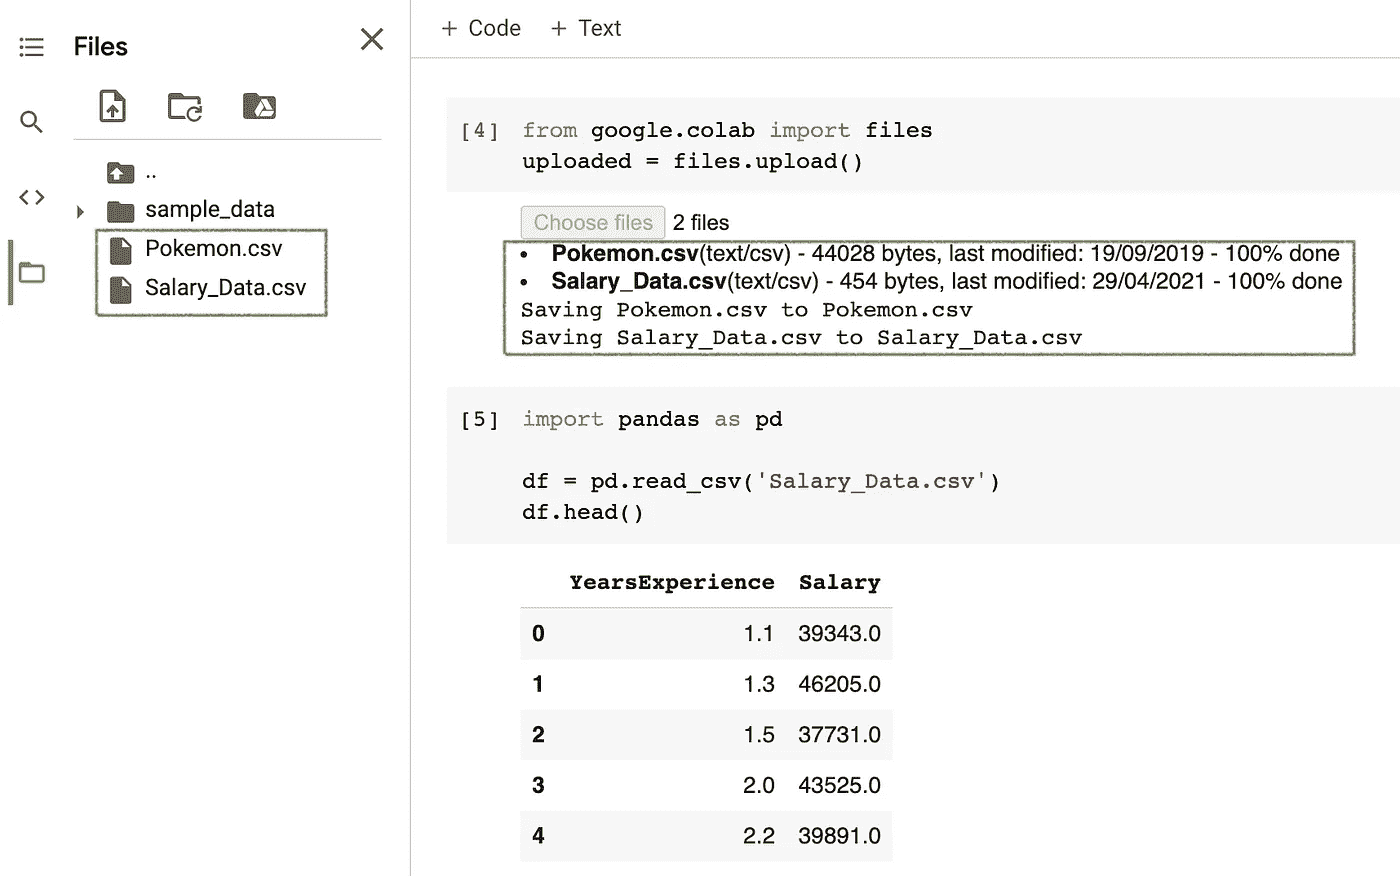 Files
..
sample_data
Pokemon.csv
Salary_Data.csv
+ Code + Text
[4] from google.colab import files
uploaded = files.upload()
Choose files 2 files
• Pokemon.csv(text/csv) - 44028 bytes, last modified: 19/09/2019 - 100% done
• Salary_Data.csv(text/csv) - 454 bytes, last modified: 29/04/2021 - 100% done
Saving Pokemon.csv to Pokemon.csv
Saving Salary_Data.csv to Salary_Data.csv
[5] import pandas as pd
df = pd.read_csv('Salary_Data.csv')
df.head()
YearsExperience Salary
0 1.1 39343.0
1 1.3 46205.0
2 1.5 37731.0
3 2.0 43525.0
4 2.2 39891.0